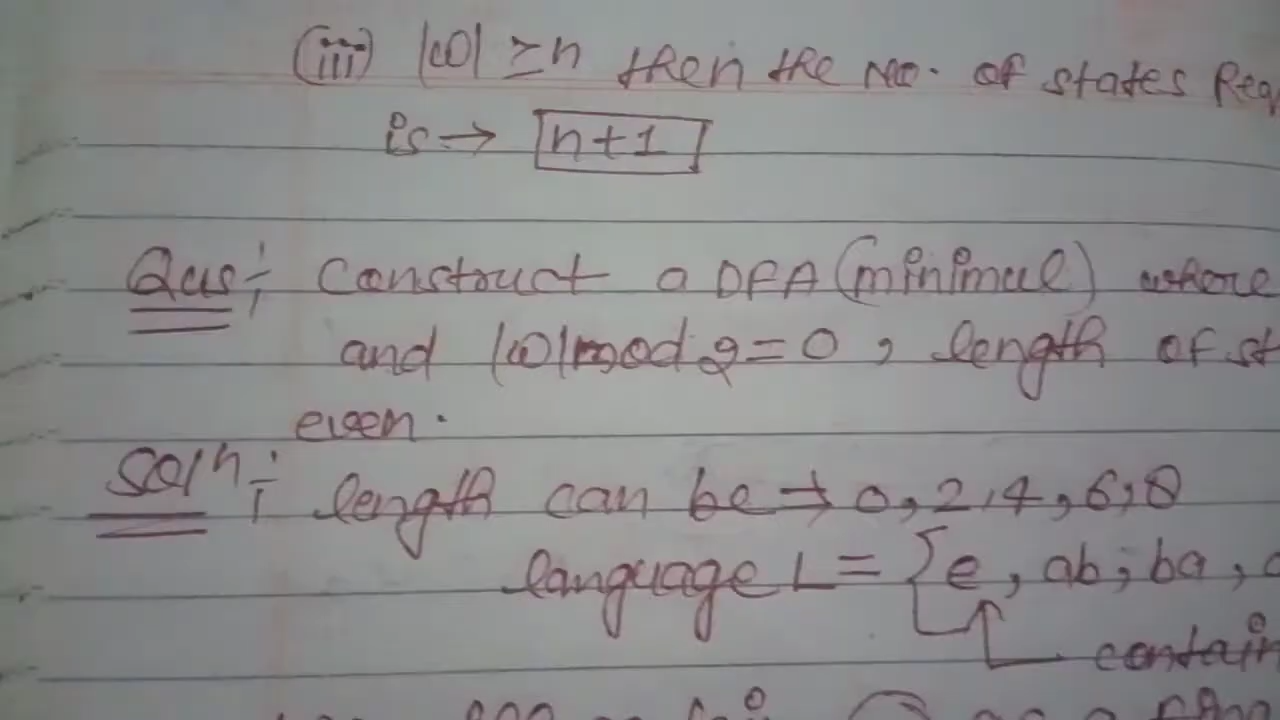 (iii) |ω| ≥ n then the No. of states Req
is → n+1
Ques:- Construct a DFA (minimal) where
and |ω| mod 2 = 0, length of st
even.
Solⁿ:- length can be → 0, 2, 4, 6, 8
language L = {e, ab, ba,
contain